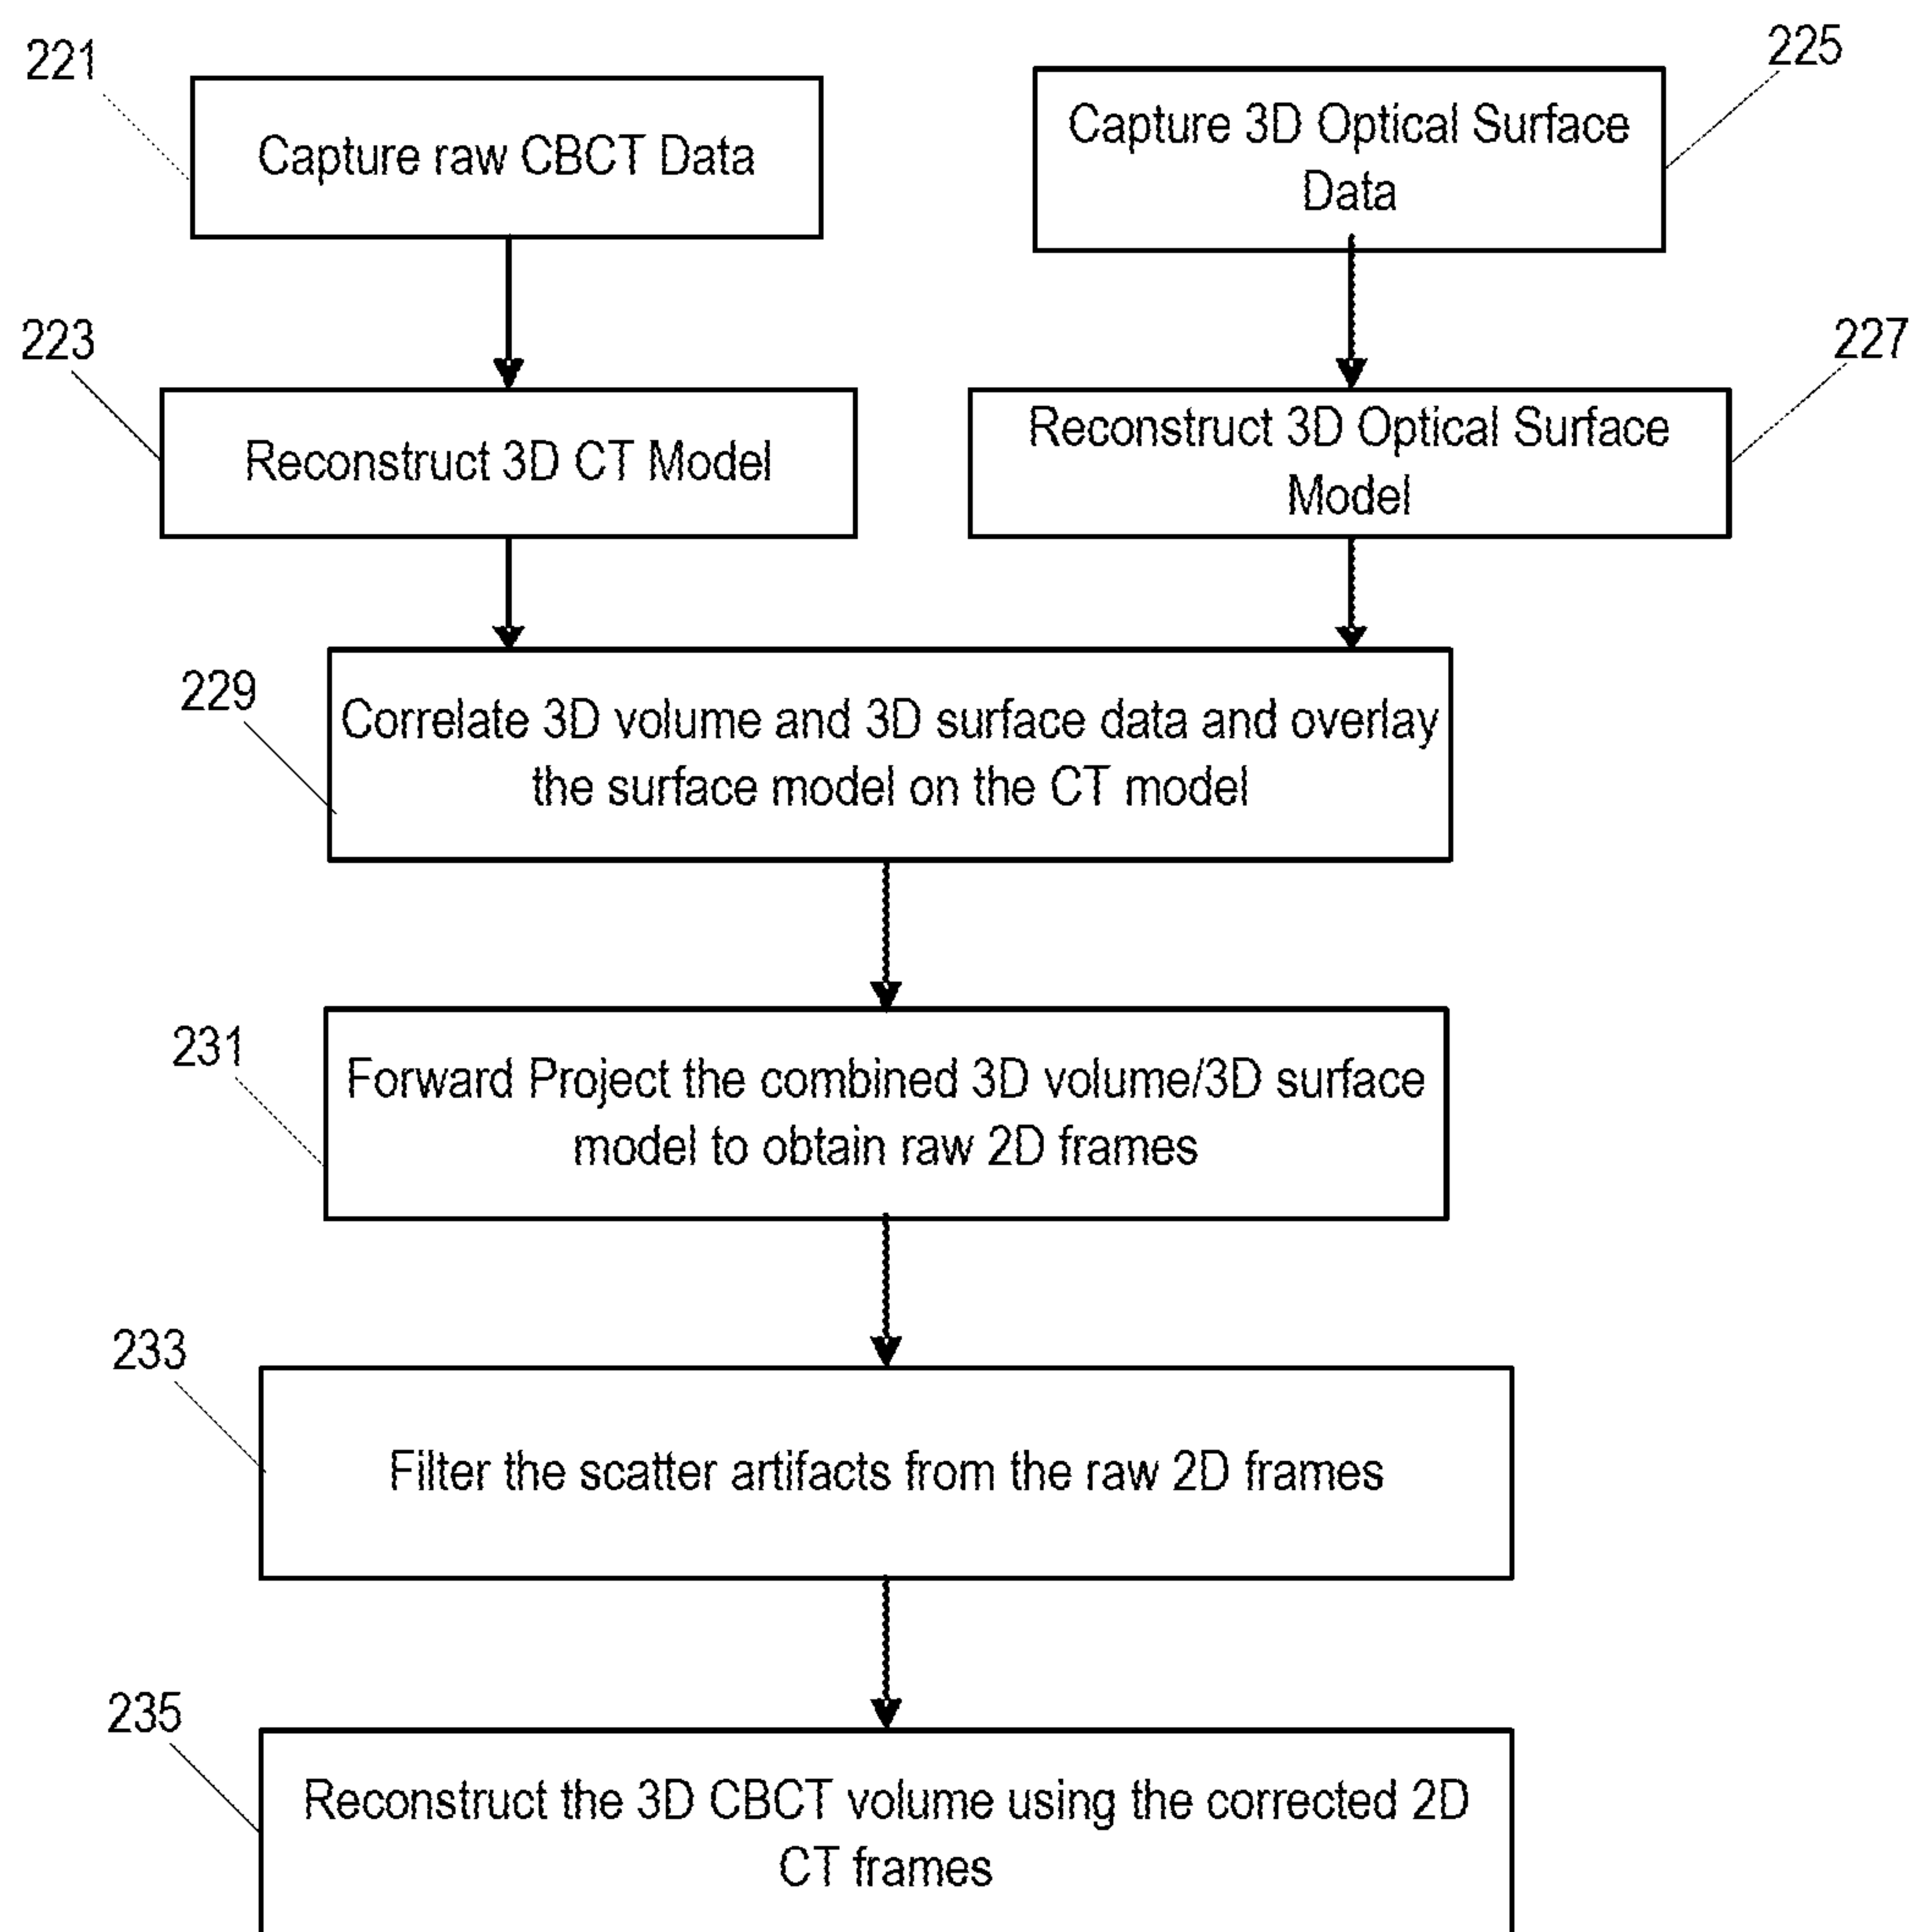 221
Capture raw CBCT Data
225
Capture 3D Optical Surface
Data
223
Reconstruct 3D CT Model
227
Reconstruct 3D Optical Surface
Model
229
Correlate 3D volume and 3D surface data and overlay
the surface model on the CT model
231
Forward Project the combined 3D volume/3D surface
model to obtain raw 2D frames
233
Filter the scatter artifacts from the raw 2D frames
235
Reconstruct the 3D CBCT volume using the corrected 2D
CT frames